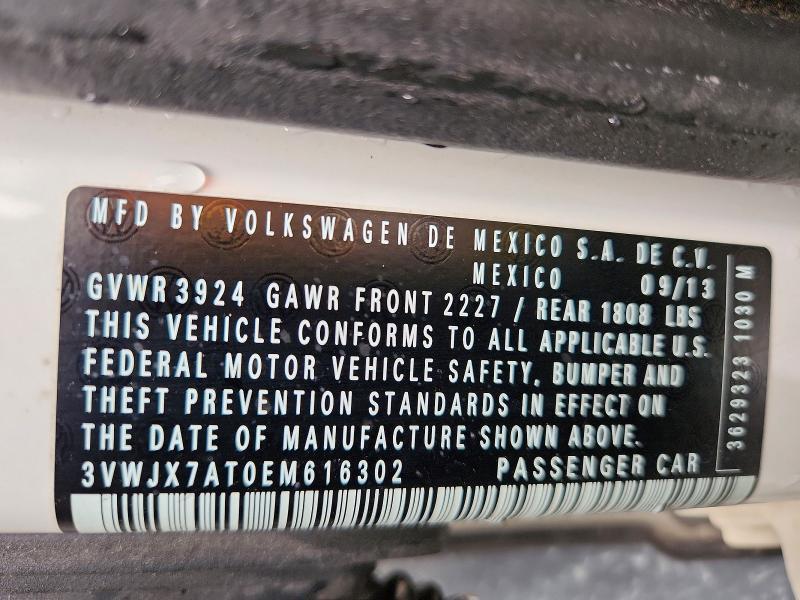 MFD BY VOLKSWAGEN DE MEXICO S.A. DE C.V.
MEXICO 09/13
GVWR 3924 GAWR FRONT 2227 / REAR 1808 LBS
THIS VEHICLE CONFORMS TO ALL APPLICABLE U.S.
FEDERAL MOTOR VEHICLE SAFETY, BUMPER AND
THEFT PREVENTION STANDARDS IN EFFECT ON
THE DATE OF MANUFACTURE SHOWN ABOVE.
3VWJX7AT0EM616302 PASSENGER CAR
3629323 1030 M